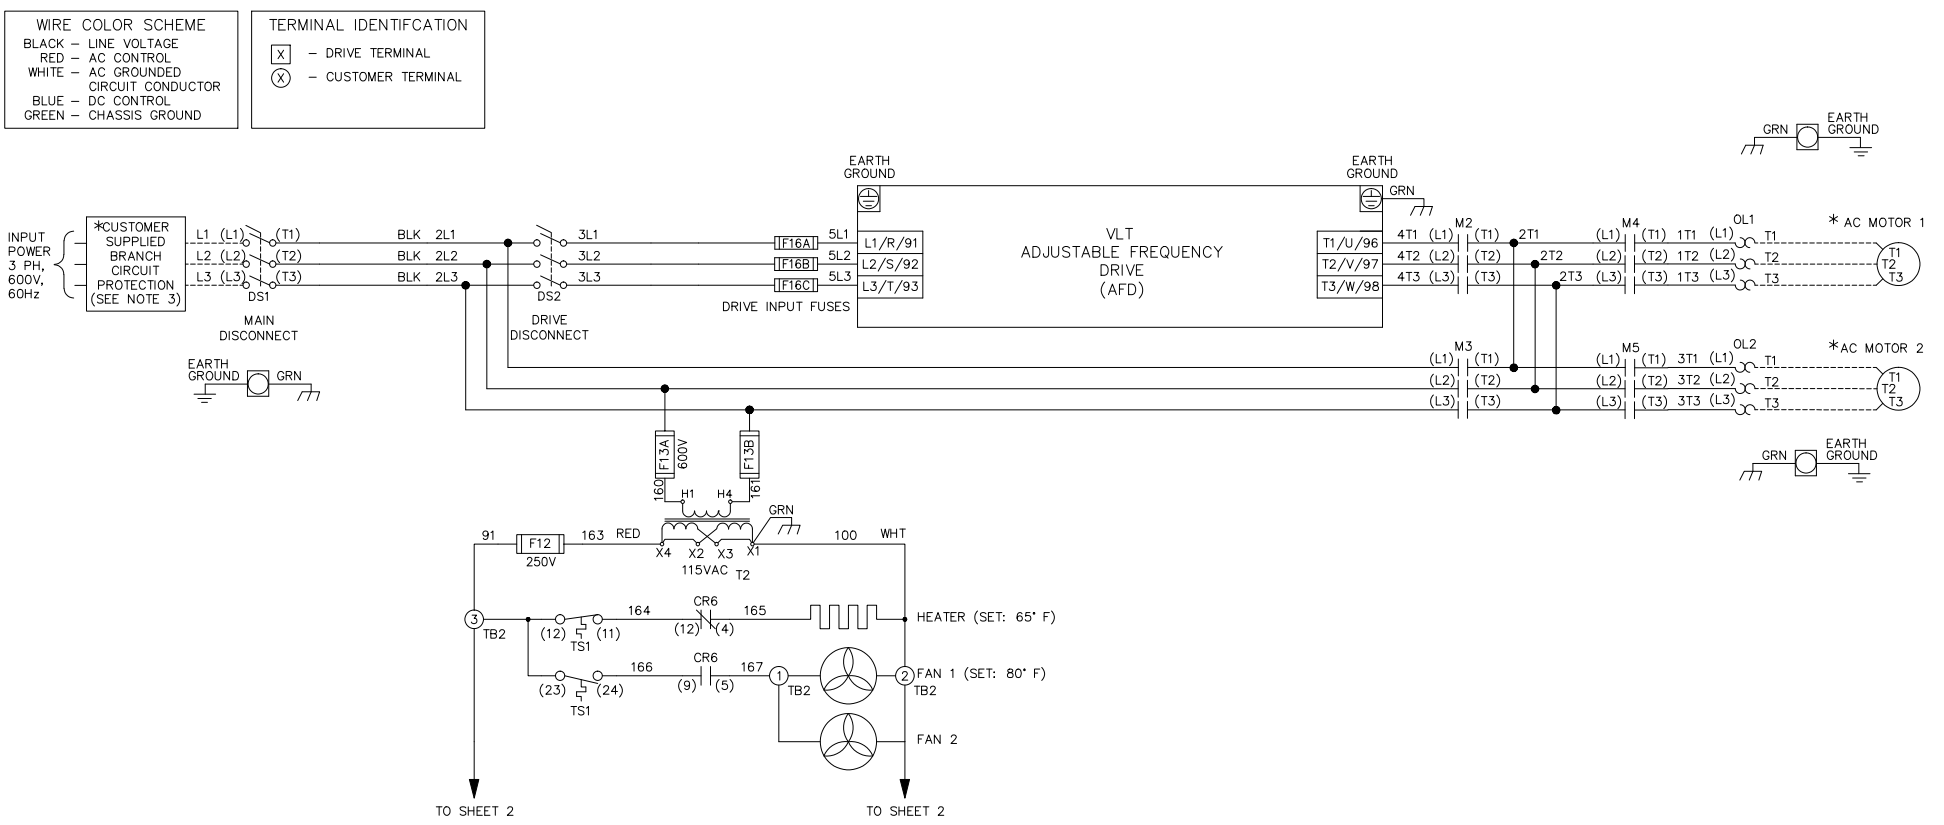 WIRE COLOR SCHEME
BLACK – LINE VOLTAGE
RED – AC CONTROL
WHITE – AC GROUNDED
CIRCUIT CONDUCTOR
BLUE – DC CONTROL
GREEN – CHASSIS GROUND
TERMINAL IDENTIFCATION
X – DRIVE TERMINAL
X – CUSTOMER TERMINAL
GRN
EARTH
GROUND
EARTH
GROUND
EARTH
GROUND
GRN
INPUT
POWER
3 PH,
600V,
60Hz
*CUSTOMER
SUPPLIED
BRANCH
CIRCUIT
PROTECTION
(SEE NOTE 3)
L1 (L1) (T1) BLK 2L1 3L1 F16A 5L1 L1/R/91
L2 (L2) (T2) BLK 2L2 3L2 F16B 5L2 L2/S/92
L3 (L3) (T3) BLK 2L3 3L3 F16C 5L3 L3/T/93
DS1
MAIN
DISCONNECT
DS2
DRIVE
DISCONNECT
DRIVE INPUT FUSES
VLT
ADJUSTABLE FREQUENCY
DRIVE
(AFD)
M2 M4 OL1 * AC MOTOR 1
T1/U/96 4T1 (L1) (T1) 2T1 (L1) (T1) 1T1 (L1) T1 T1
T2/V/97 4T2 (L2) (T2) 2T2 (L2) (T2) 1T2 (L2) T2 T2
T3/W/98 4T3 (L3) (T3) 2T3 (L3) (T3) 1T3 (L3) T3 T3
EARTH
GROUND
GRN
M3 M5 OL2 *AC MOTOR 2
(L1) (T1) (L1) (T1) 3T1 (L1) T1 T1
(L2) (T2) (L2) (T2) 3T2 (L2) T2 T2
(L3) (T3) (L3) (T3) 3T3 (L3) T3 T3
GRN
EARTH
GROUND
F13A
600V
F13B
160
161
H1 H4
GRN
91 F12 163 RED
250V
X4 X2 X3 X1
115VAC T2
100 WHT
3
TB2
(12) (11)
TS1
164
CR6
(12) (4)
165
HEATER (SET: 65° F)
(23) (24)
TS1
166
CR6
(9) (5)
167
1
TB2
2
TB2
FAN 1 (SET: 80° F)
FAN 2
TO SHEET 2
TO SHEET 2